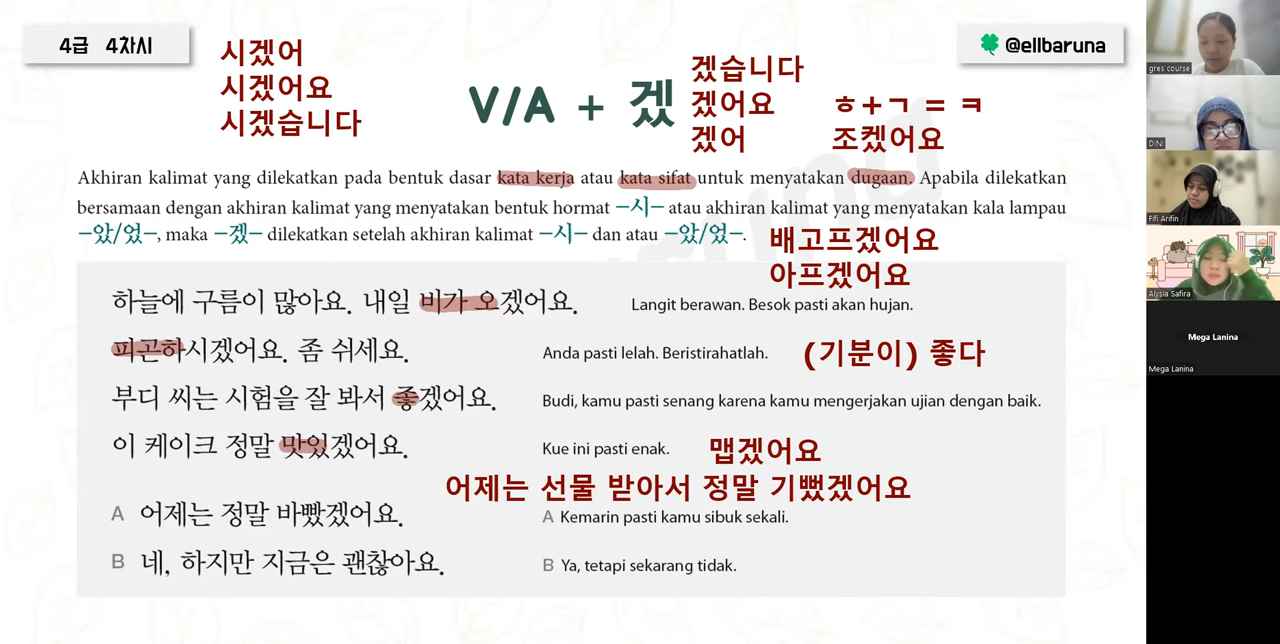 4급 4차시
시겠어
시겠어요
시겠습니다
V/A + 겠
겠습니다
겠어요
겠어
ㅎ+ㄱ = ㅋ
조켔어요
@ellbaruna
Akhiran kalimat yang dilekatkan pada bentuk dasar kata kerja atau kata sifat untuk menyatakan dugaan. Apabila dilekatkan
bersamaan dengan akhiran kalimat yang menyatakan bentuk hormat –시– atau akhiran kalimat yang menyatakan kala lampau
–았/었–, maka –겠– dilekatkan setelah akhiran kalimat –시– dan atau –았/었–.
배고프겠어요
아프겠어요
하늘에 구름이 많아요. 내일 비가 오겠어요. Langit berawan. Besok pasti akan hujan.
피곤하시겠어요. 좀 쉬세요. Anda pasti lelah. Beristirahatlah. (기분이) 좋다
부디 씨는 시험을 잘 봐서 좋겠어요. Budi, kamu pasti senang karena kamu mengerjakan ujian dengan baik.
이 케이크 정말 맛있겠어요. Kue ini pasti enak. 맵겠어요
어제는 선물 받아서 정말 기뻤겠어요
A 어제는 정말 바빴겠어요. A Kemarin pasti kamu sibuk sekali.
B 네, 하지만 지금은 괜찮아요. B Ya, tetapi sekarang tidak.
gres course
DINI
Fifi Arifin
Alysia Safira
Mega Lanina
Mega Lanina